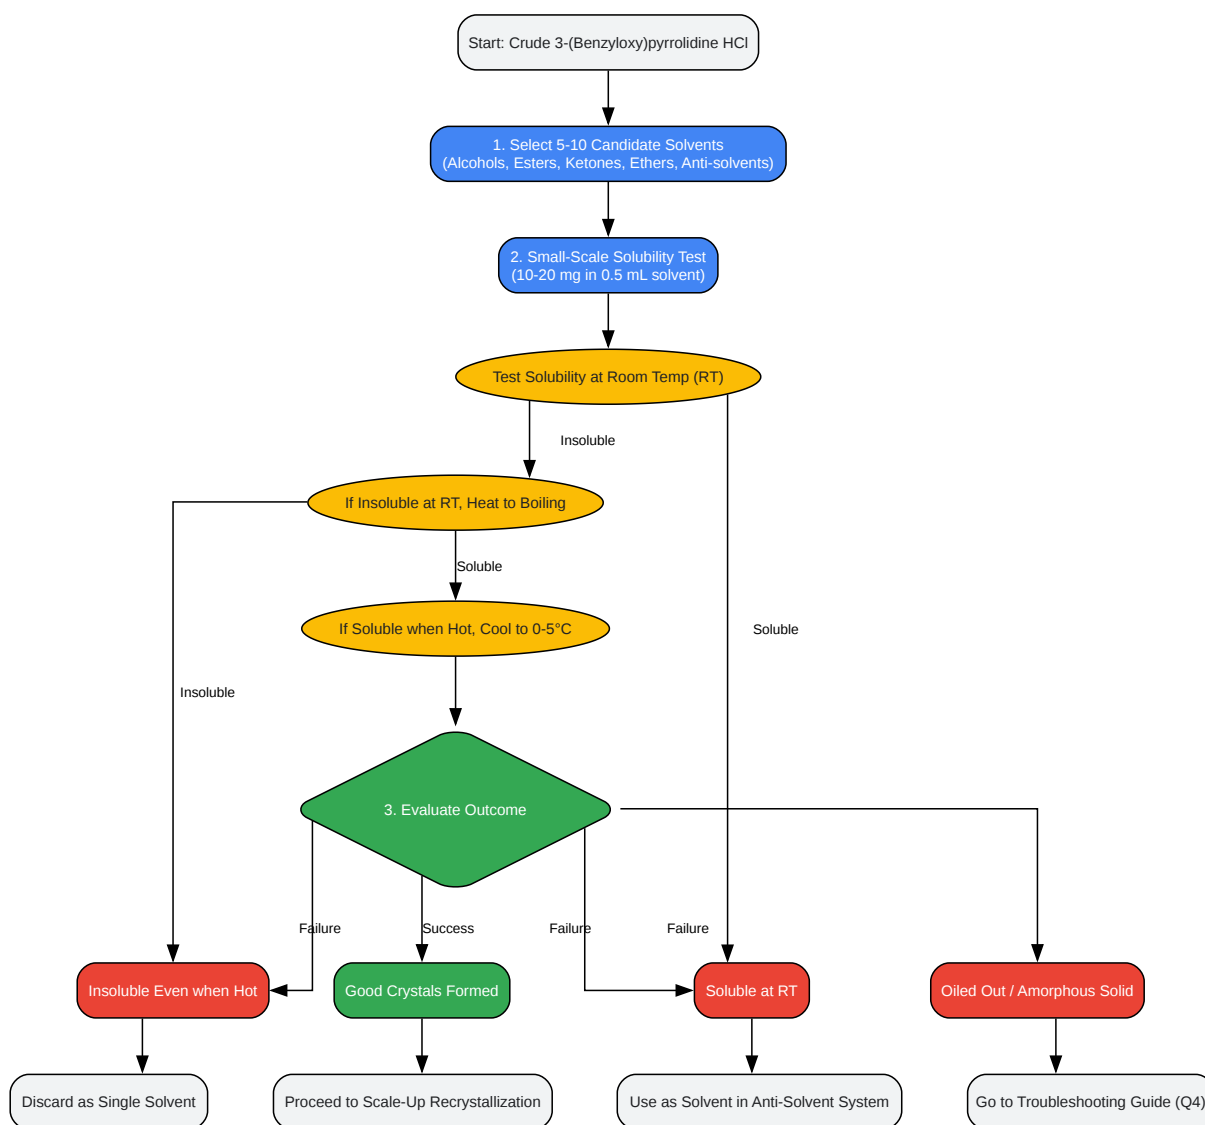 Start: Crude 3-(Benzyloxy)pyrrolidine HCl
1. Select 5-10 Candidate Solvents
(Alcohols, Esters, Ketones, Ethers, Anti-solvents)
2. Small-Scale Solubility Test
(10-20 mg in 0.5 mL solvent)
Test Solubility at Room Temp (RT)
Insoluble
If Insoluble at RT, Heat to Boiling
Soluble
If Soluble when Hot, Cool to 0-5°C
Soluble
Insoluble
3. Evaluate Outcome
Failure
Success
Failure
Failure
Insoluble Even when Hot
Good Crystals Formed
Soluble at RT
Oiled Out / Amorphous Solid
Discard as Single Solvent
Proceed to Scale-Up Recrystallization
Use as Solvent in Anti-Solvent System
Go to Troubleshooting Guide (Q4)